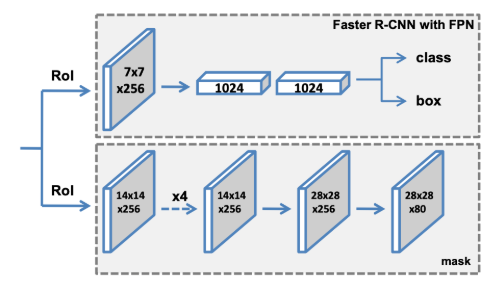 Faster R-CNN with FPN
RoI
7x7
x256
1024
1024
class
box
RoI
14x14
x256
x4
14x14
x256
28x28
x256
28x28
x80
mask